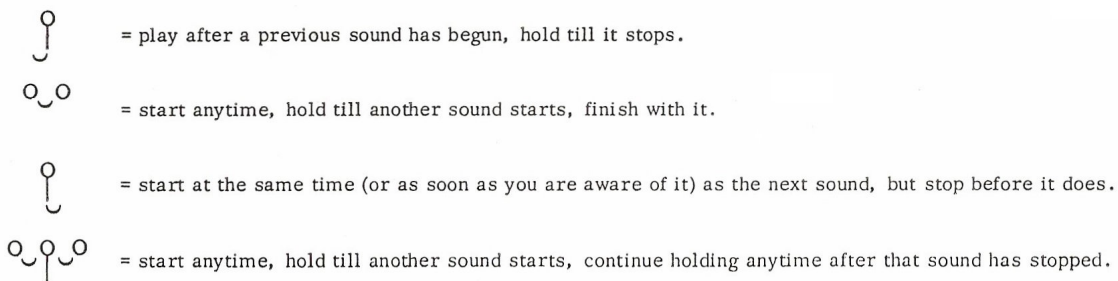 = play after a previous sound has begun, hold till it stops.
= start anytime, hold till another sound starts, finish with it.
= start at the same time (or as soon as you are aware of it) as the next sound, but stop before it does.
= start anytime, hold till another sound starts, continue holding anytime after that sound has stopped.